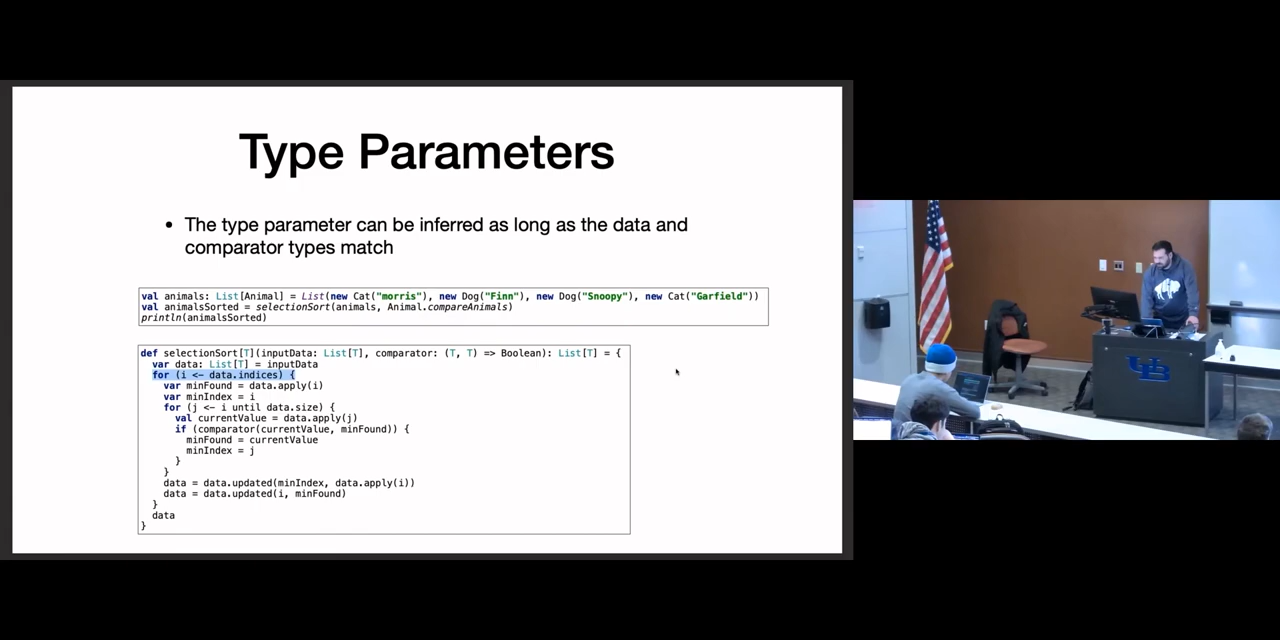 Type Parameters
• The type parameter can be inferred as long as the data and
comparator types match
val animals: List[Animal] = List(new Cat("morris"), new Dog("Finn"), new Dog("Snoopy"), new Cat("Garfield"))
val animalsSorted = selectionSort(animals, Animal.compareAnimals)
println(animalsSorted)
def selectionSort[T](inputData: List[T], comparator: (T, T) => Boolean): List[T] = {
  var data: List[T] = inputData
  for (i <- data.indices) {
    var minFound = data.apply(i)
    var minIndex = i
    for (j <- i until data.size) {
      val currentValue = data.apply(j)
      if (comparator(currentValue, minFound)) {
        minFound = currentValue
        minIndex = j
      }
    }
    data = data.updated(minIndex, data.apply(i))
    data = data.updated(i, minFound)
  }
  data
}
UB